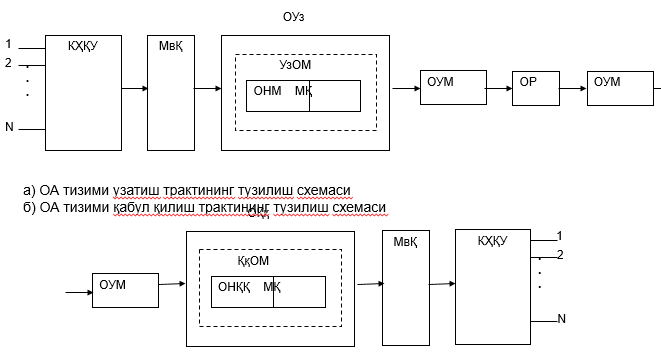 ОУз
1
2
N
КҲҚУ
МвҚ
УзОМ
ОНМ МҚ
ОУМ
ОР
ОУМ
а) ОА тизими узатиш трактининг тузилиш схемаси
б) ОА тизими қабул қилиш трактининг тузилиш схемаси
ОУМ
ҚқОМ
ОНҚҚ МҚ
МвҚ
КҲҚУ
1
2
N